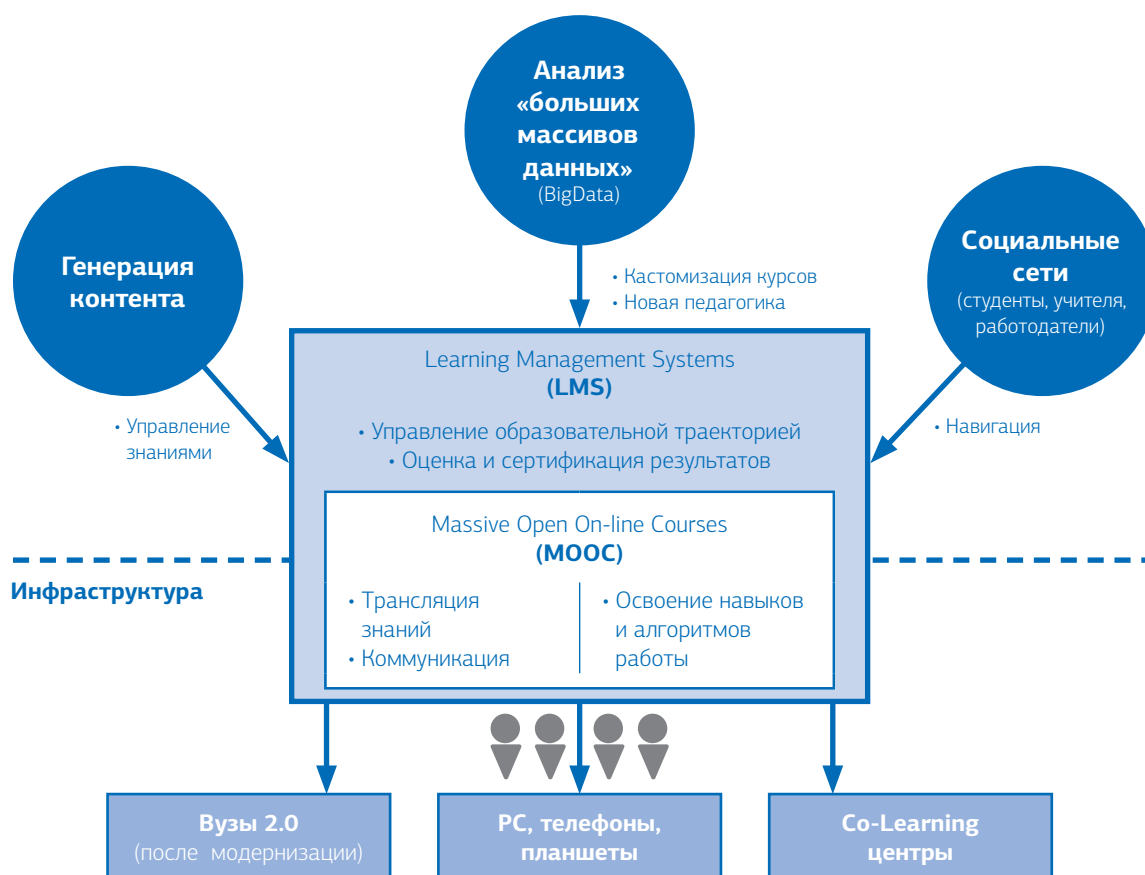 Анализ
«больших
массивов
данных»
(BigData)
Генерация
контента
Социальные
сети
(студенты, учителя,
работодатели)
• Кастомизация курсов
• Новая педагогика
• Управление
знаниями
• Навигация
Learning Management Systems
(LMS)
• Управление образовательной траекторией
• Оценка и сертификация результатов
Massive Open On-line Courses
(MOOC)
Инфраструктура
• Трансляция
знаний
• Коммуникация
• Освоение навыков
и алгоритмов
работы
Вузы 2.0
(после модернизации)
PC, телефоны,
планшеты
Co-Learning
центры